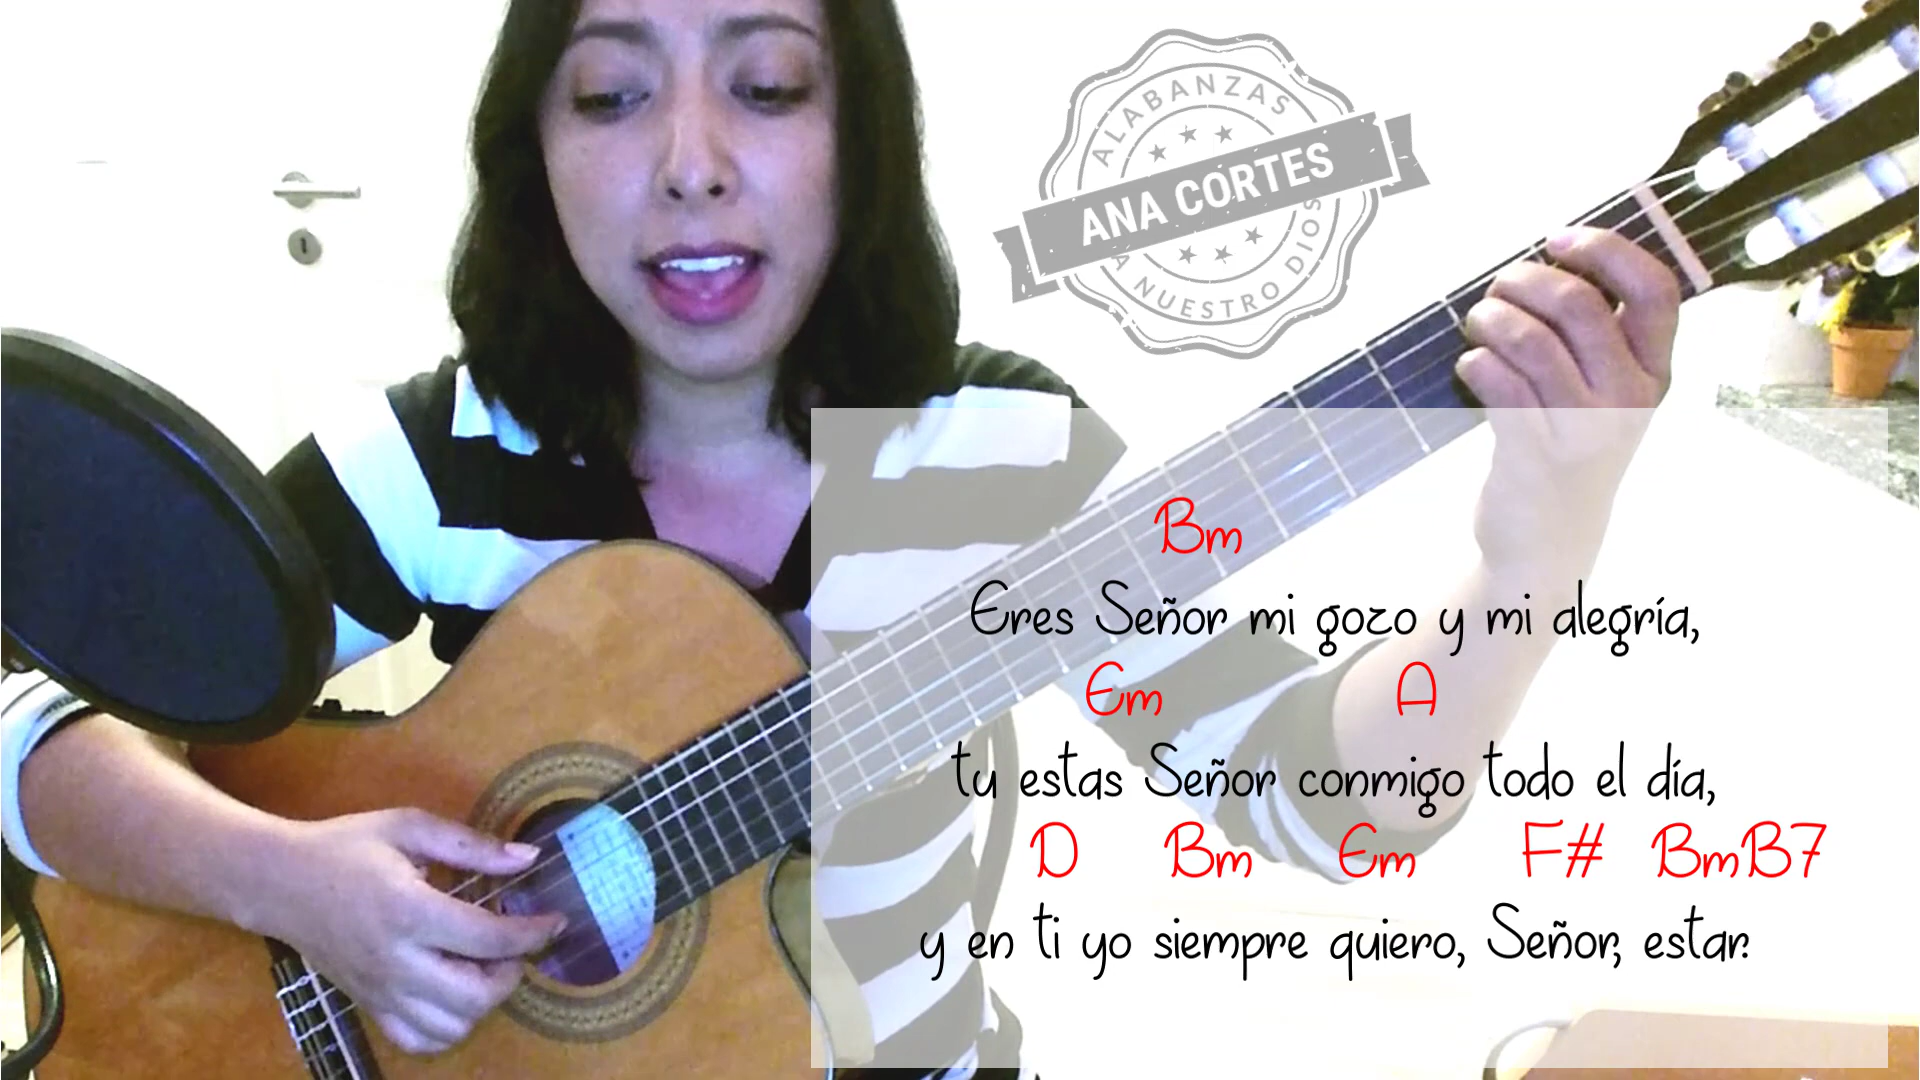 ALABANZAS
ANA CORTES
A NUESTRO DIOS
Bm
Eres Señor mi gozo y mi alegría,
Em A
tu estas Señor conmigo todo el día,
D Bm Em F# BmB7
y en ti yo siempre quiero, Señor, estar.